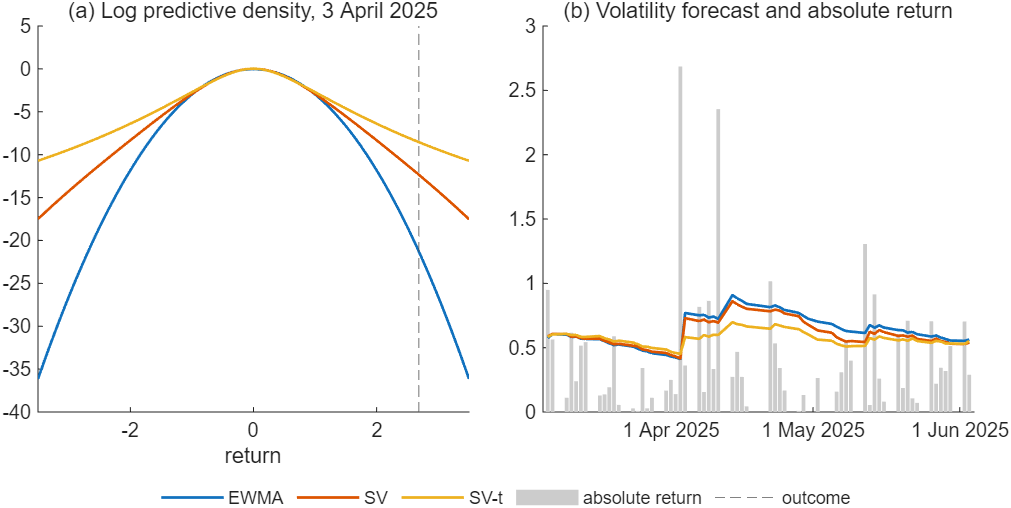 (a) Log predictive density, 3 April 2025
5
0
-5
-10
-15
-20
-25
-30
-35
-40
-2
0
2
return
(b) Volatility forecast and absolute return
3
2.5
2
1.5
1
0.5
0
1 Apr 2025
1 May 2025
1 Jun 2025
EWMA
SV
SV-t
absolute return
outcome